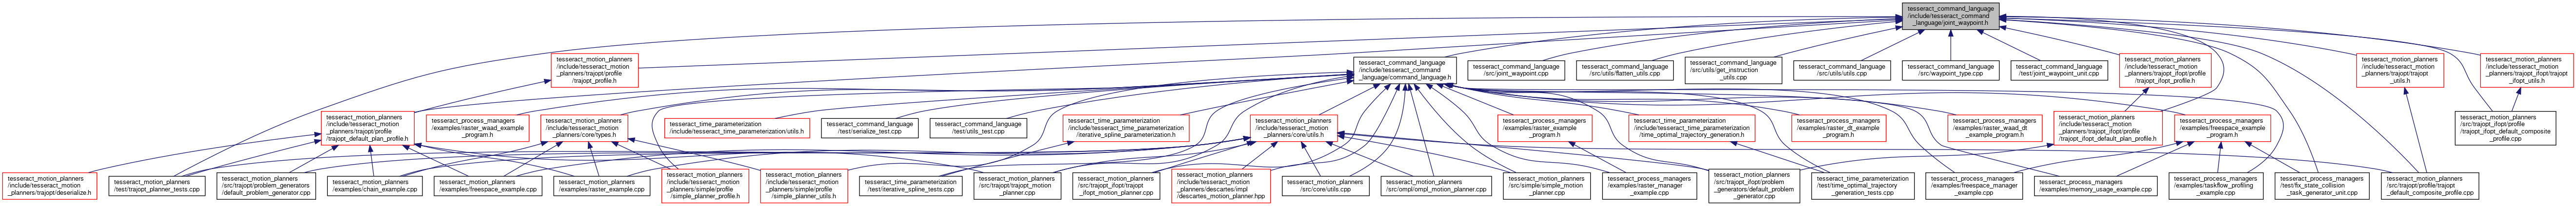 tesseract_command_language
/include/tesseract_command
_language/joint_waypoint.h
tesseract_motion_planners
/include/tesseract_motion
_planners/trajopt/profile
/trajopt_profile.h
tesseract_command_language
/include/tesseract_command
_language/command_language.h
tesseract_command_language
/src/joint_waypoint.cpp
tesseract_command_language
/src/utils/flatten_utils.cpp
tesseract_command_language
/src/utils/get_instruction
_utils.cpp
tesseract_command_language
/src/utils/utils.cpp
tesseract_command_language
/src/waypoint_type.cpp
tesseract_command_language
/test/joint_waypoint_unit.cpp
tesseract_motion_planners
/include/tesseract_motion
_planners/trajopt_ifopt/profile
/trajopt_ifopt_profile.h
tesseract_motion_planners
/include/tesseract_motion
_planners/trajopt/trajopt
_utils.h
tesseract_motion_planners
/include/tesseract_motion
_planners/trajopt_ifopt/trajopt
_ifopt_utils.h
tesseract_motion_planners
/include/tesseract_motion
_planners/trajopt/profile
/trajopt_default_plan_profile.h
tesseract_process_managers
/examples/raster_waad_example
_program.h
tesseract_motion_planners
/include/tesseract_motion
_planners/core/types.h
tesseract_time_parameterization
/include/tesseract_time_parameterization/utils.h
tesseract_command_language
/test/serialize_test.cpp
tesseract_command_language
/test/utils_test.cpp
tesseract_time_parameterization
/include/tesseract_time_parameterization
/iterative_spline_parameterization.h
tesseract_motion_planners
/include/tesseract_motion
_planners/core/utils.h
tesseract_process_managers
/examples/raster_example
_program.h
tesseract_time_parameterization
/include/tesseract_time_parameterization
/time_optimal_trajectory_generation.h
tesseract_process_managers
/examples/raster_dt_example
_program.h
tesseract_process_managers
/examples/raster_waad_dt
_example_program.h
tesseract_motion_planners
/include/tesseract_motion
_planners/trajopt_ifopt/profile
/trajopt_ifopt_default_plan_profile.h
tesseract_process_managers
/examples/freespace_example
_program.h
tesseract_motion_planners
/src/trajopt_ifopt/profile
/trajopt_ifopt_default_composite
_profile.cpp
tesseract_motion_planners
/include/tesseract_motion
_planners/trajopt/deserialize.h
tesseract_motion_planners
/test/trajopt_planner_tests.cpp
tesseract_motion_planners
/src/trajopt/problem_generators
/default_problem_generator.cpp
tesseract_motion_planners
/examples/chain_example.cpp
tesseract_motion_planners
/examples/freespace_example.cpp
tesseract_motion_planners
/examples/raster_example.cpp
tesseract_motion_planners
/include/tesseract_motion
_planners/simple/profile
/simple_planner_profile.h
tesseract_motion_planners
/include/tesseract_motion
_planners/simple/profile
/simple_planner_utils.h
tesseract_time_parameterization
/test/iterative_spline_tests.cpp
tesseract_motion_planners
/src/trajopt/trajopt_motion
_planner.cpp
tesseract_motion_planners
/src/trajopt_ifopt/trajopt
_ifopt_motion_planner.cpp
tesseract_motion_planners
/include/tesseract_motion
_planners/descartes/impl
/descartes_motion_planner.hpp
tesseract_motion_planners
/src/core/utils.cpp
tesseract_motion_planners
/src/ompl/ompl_motion_planner.cpp
tesseract_motion_planners
/src/simple/simple_motion
_planner.cpp
tesseract_process_managers
/examples/raster_manager
_example.cpp
tesseract_motion_planners
/src/trajopt_ifopt/problem
_generators/default_problem
_generator.cpp
tesseract_time_parameterization
/test/time_optimal_trajectory
_generation_tests.cpp
tesseract_process_managers
/examples/freespace_manager
_example.cpp
tesseract_process_managers
/examples/memory_usage_example.cpp
tesseract_process_managers
/examples/taskflow_profiling
_example.cpp
tesseract_process_managers
/test/fix_state_collision
_task_generator_unit.cpp
tesseract_motion_planners
/src/trajopt/profile/trajopt
_default_composite_profile.cpp